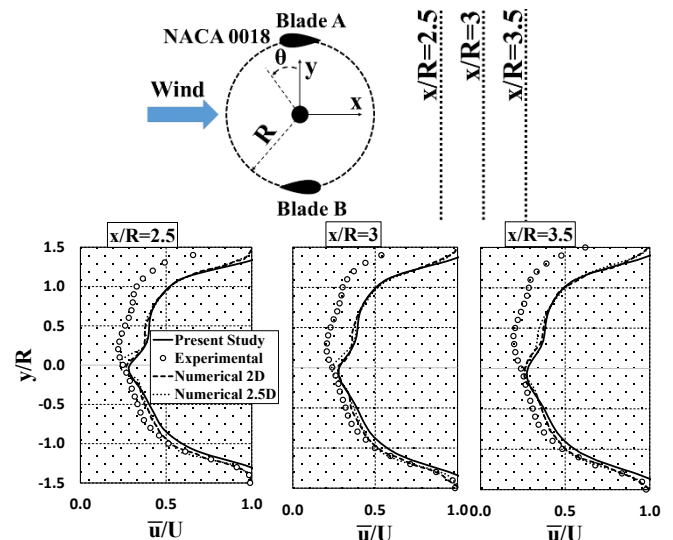 Blade A
NACA 0018
θ
y
x
Wind
R
Blade B
x/R=2.5
x/R=3
x/R=3.5
x/R=2.5
x/R=3
x/R=3.5
y/R
1.5
1.0
0.5
0.0
-0.5
-1.0
-1.5
Present Study
Experimental
Numerical 2D
Numerical 2.5D
0.0 0.5 1.0
0.0 0.5 1.0
0.0 0.5 1.0
u̅/U
u̅/U
u̅/U